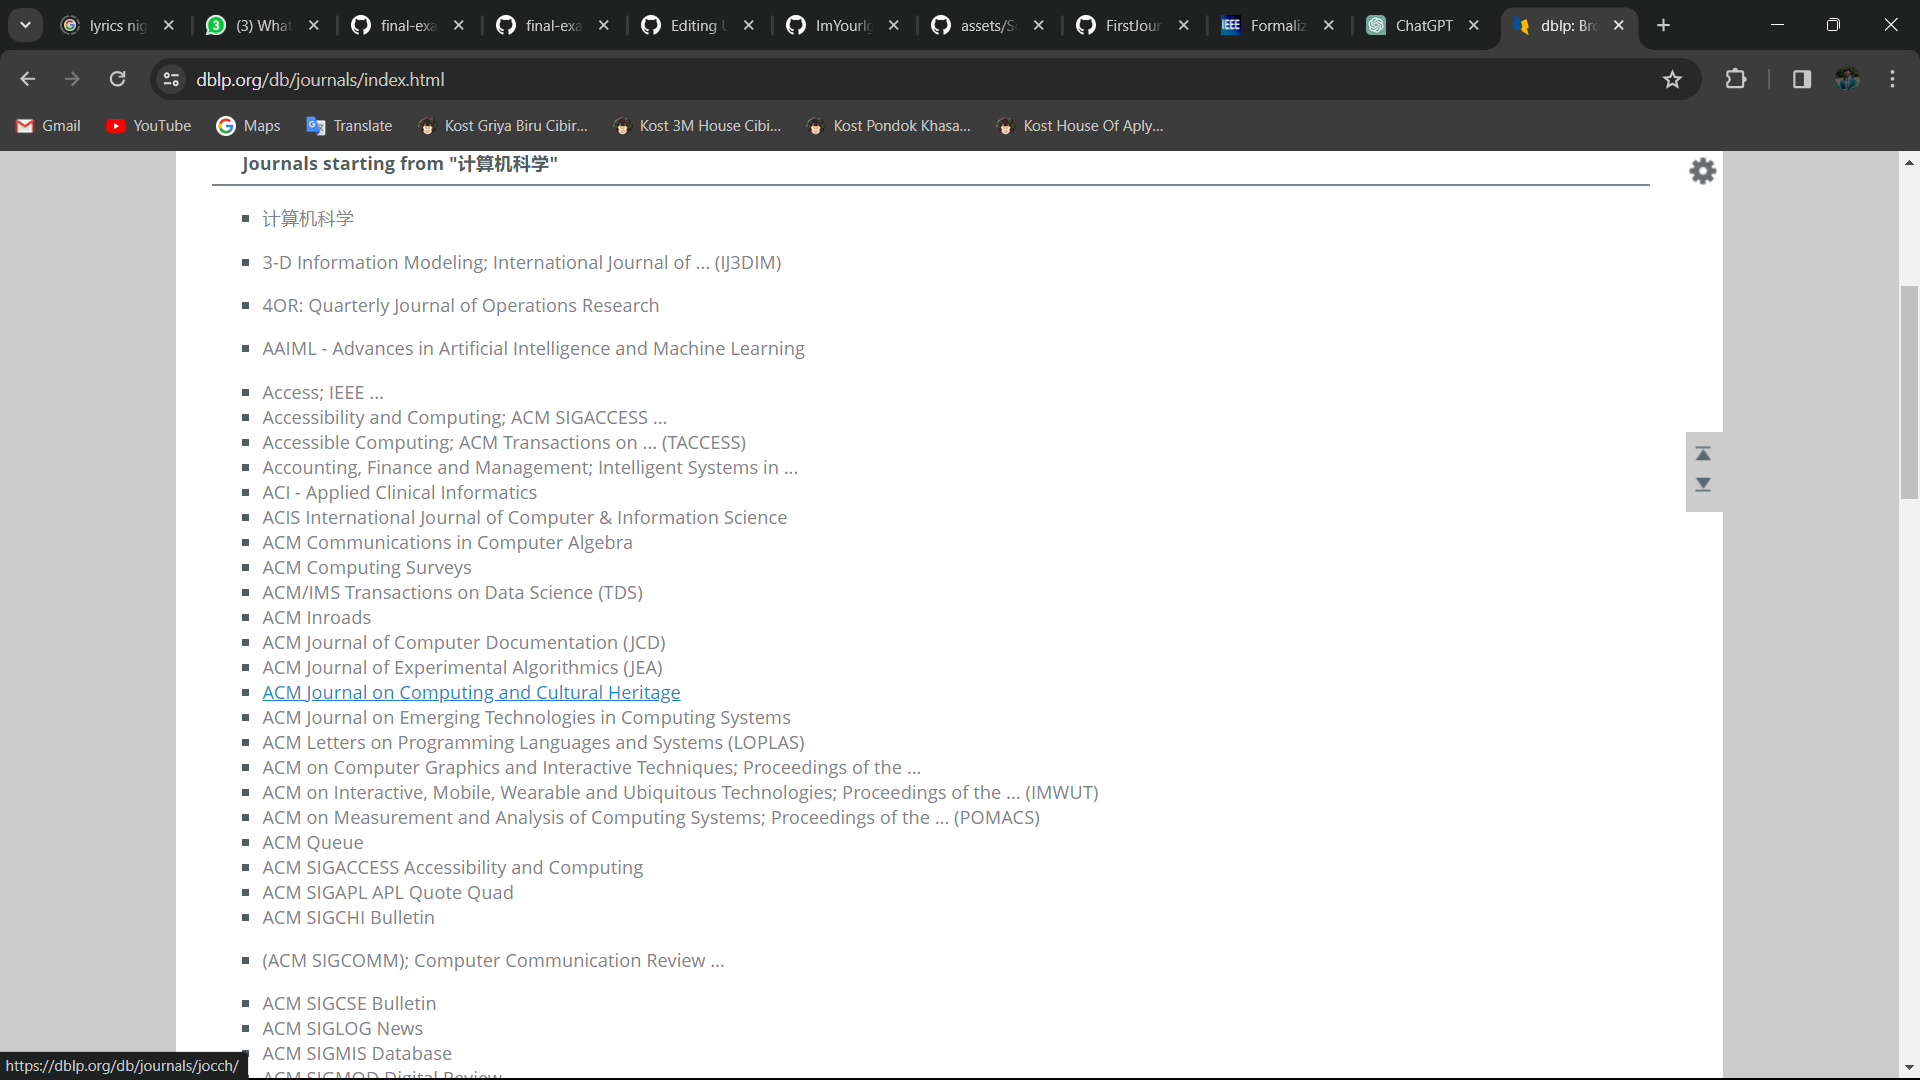 lyrics nig
(3) What
final-exa
final-exa
Editing U
ImYourIg
assets/S
FirstJour
Formaliz
ChatGPT
dblp: Bro
dblp.org/db/journals/index.html
Gmail
YouTube
Maps
Translate
Kost Griya Biru Cibir...
Kost 3M House Cibi...
Kost Pondok Khasa...
Kost House Of Aply...
Journals starting from "计算机科学"
计算机科学
3-D Information Modeling; International Journal of ... (IJ3DIM)
4OR: Quarterly Journal of Operations Research
AAIML - Advances in Artificial Intelligence and Machine Learning
Access; IEEE ...
Accessibility and Computing; ACM SIGACCESS ...
Accessible Computing; ACM Transactions on ... (TACCESS)
Accounting, Finance and Management; Intelligent Systems in ...
ACI - Applied Clinical Informatics
ACIS International Journal of Computer & Information Science
ACM Communications in Computer Algebra
ACM Computing Surveys
ACM/IMS Transactions on Data Science (TDS)
ACM Inroads
ACM Journal of Computer Documentation (JCD)
ACM Journal of Experimental Algorithmics (JEA)
ACM Journal on Computing and Cultural Heritage
ACM Journal on Emerging Technologies in Computing Systems
ACM Letters on Programming Languages and Systems (LOPLAS)
ACM on Computer Graphics and Interactive Techniques; Proceedings of the ...
ACM on Interactive, Mobile, Wearable and Ubiquitous Technologies; Proceedings of the ... (IMWUT)
ACM on Measurement and Analysis of Computing Systems; Proceedings of the ... (POMACS)
ACM Queue
ACM SIGACCESS Accessibility and Computing
ACM SIGAPL APL Quote Quad
ACM SIGCHI Bulletin
(ACM SIGCOMM); Computer Communication Review ...
ACM SIGCSE Bulletin
ACM SIGLOG News
ACM SIGMIS Database
ACM SIGMOD Digital Review
https://dblp.org/db/journals/jocch/